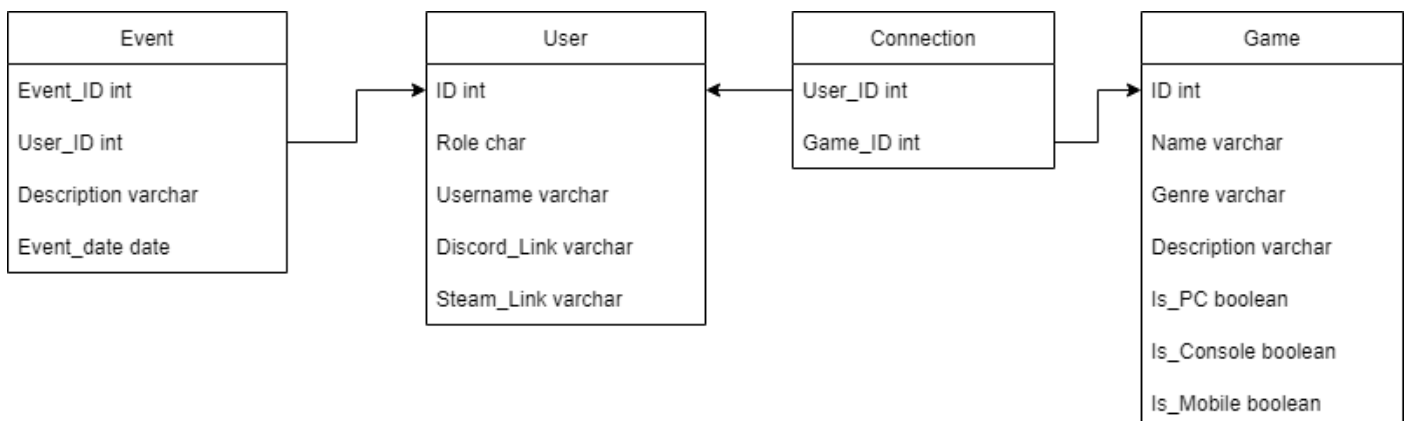 Event
Event_ID int
User_ID int
Description varchar
Event_date date
User
ID int
Role char
Username varchar
Discord_Link varchar
Steam_Link varchar
Connection
User_ID int
Game_ID int
Game
ID int
Name varchar
Genre varchar
Description varchar
Is_PC boolean
Is_Console boolean
Is_Mobile boolean